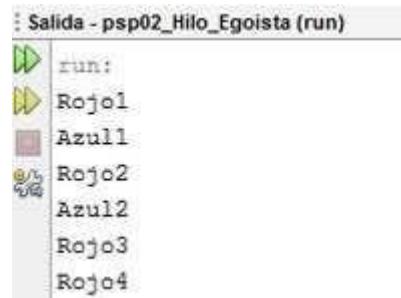 Salida - psp02_Hilo_Egoista (run)
run:
Rojo1
Azul1
Rojo2
Azul2
Rojo3
Rojo4